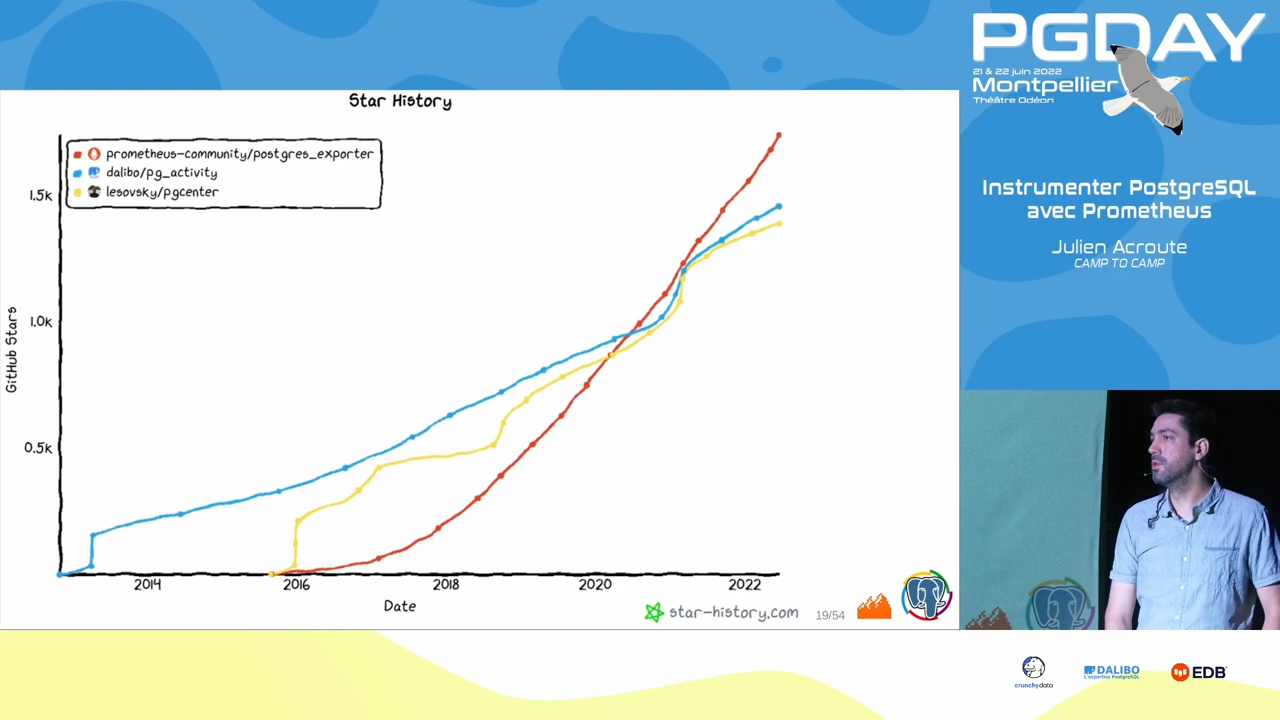 PGDAY
21 & 22 juin 2022
Montpellier
Théâtre Odéon
Instrumenter PostgreSQL
avec Prometheus
Julien Acroute
CAMP TO CAMP
Star History
prometheus-community/postgres_exporter
dalibo/pg_activity
lesovsky/pgcenter
GitHub Stars
1.5k
1.0k
0.5k
2014
2016
2018
2020
2022
Date
star-history.com
19/54
crunchydata
DALIBO
L'expertise PostgreSQL
EDB